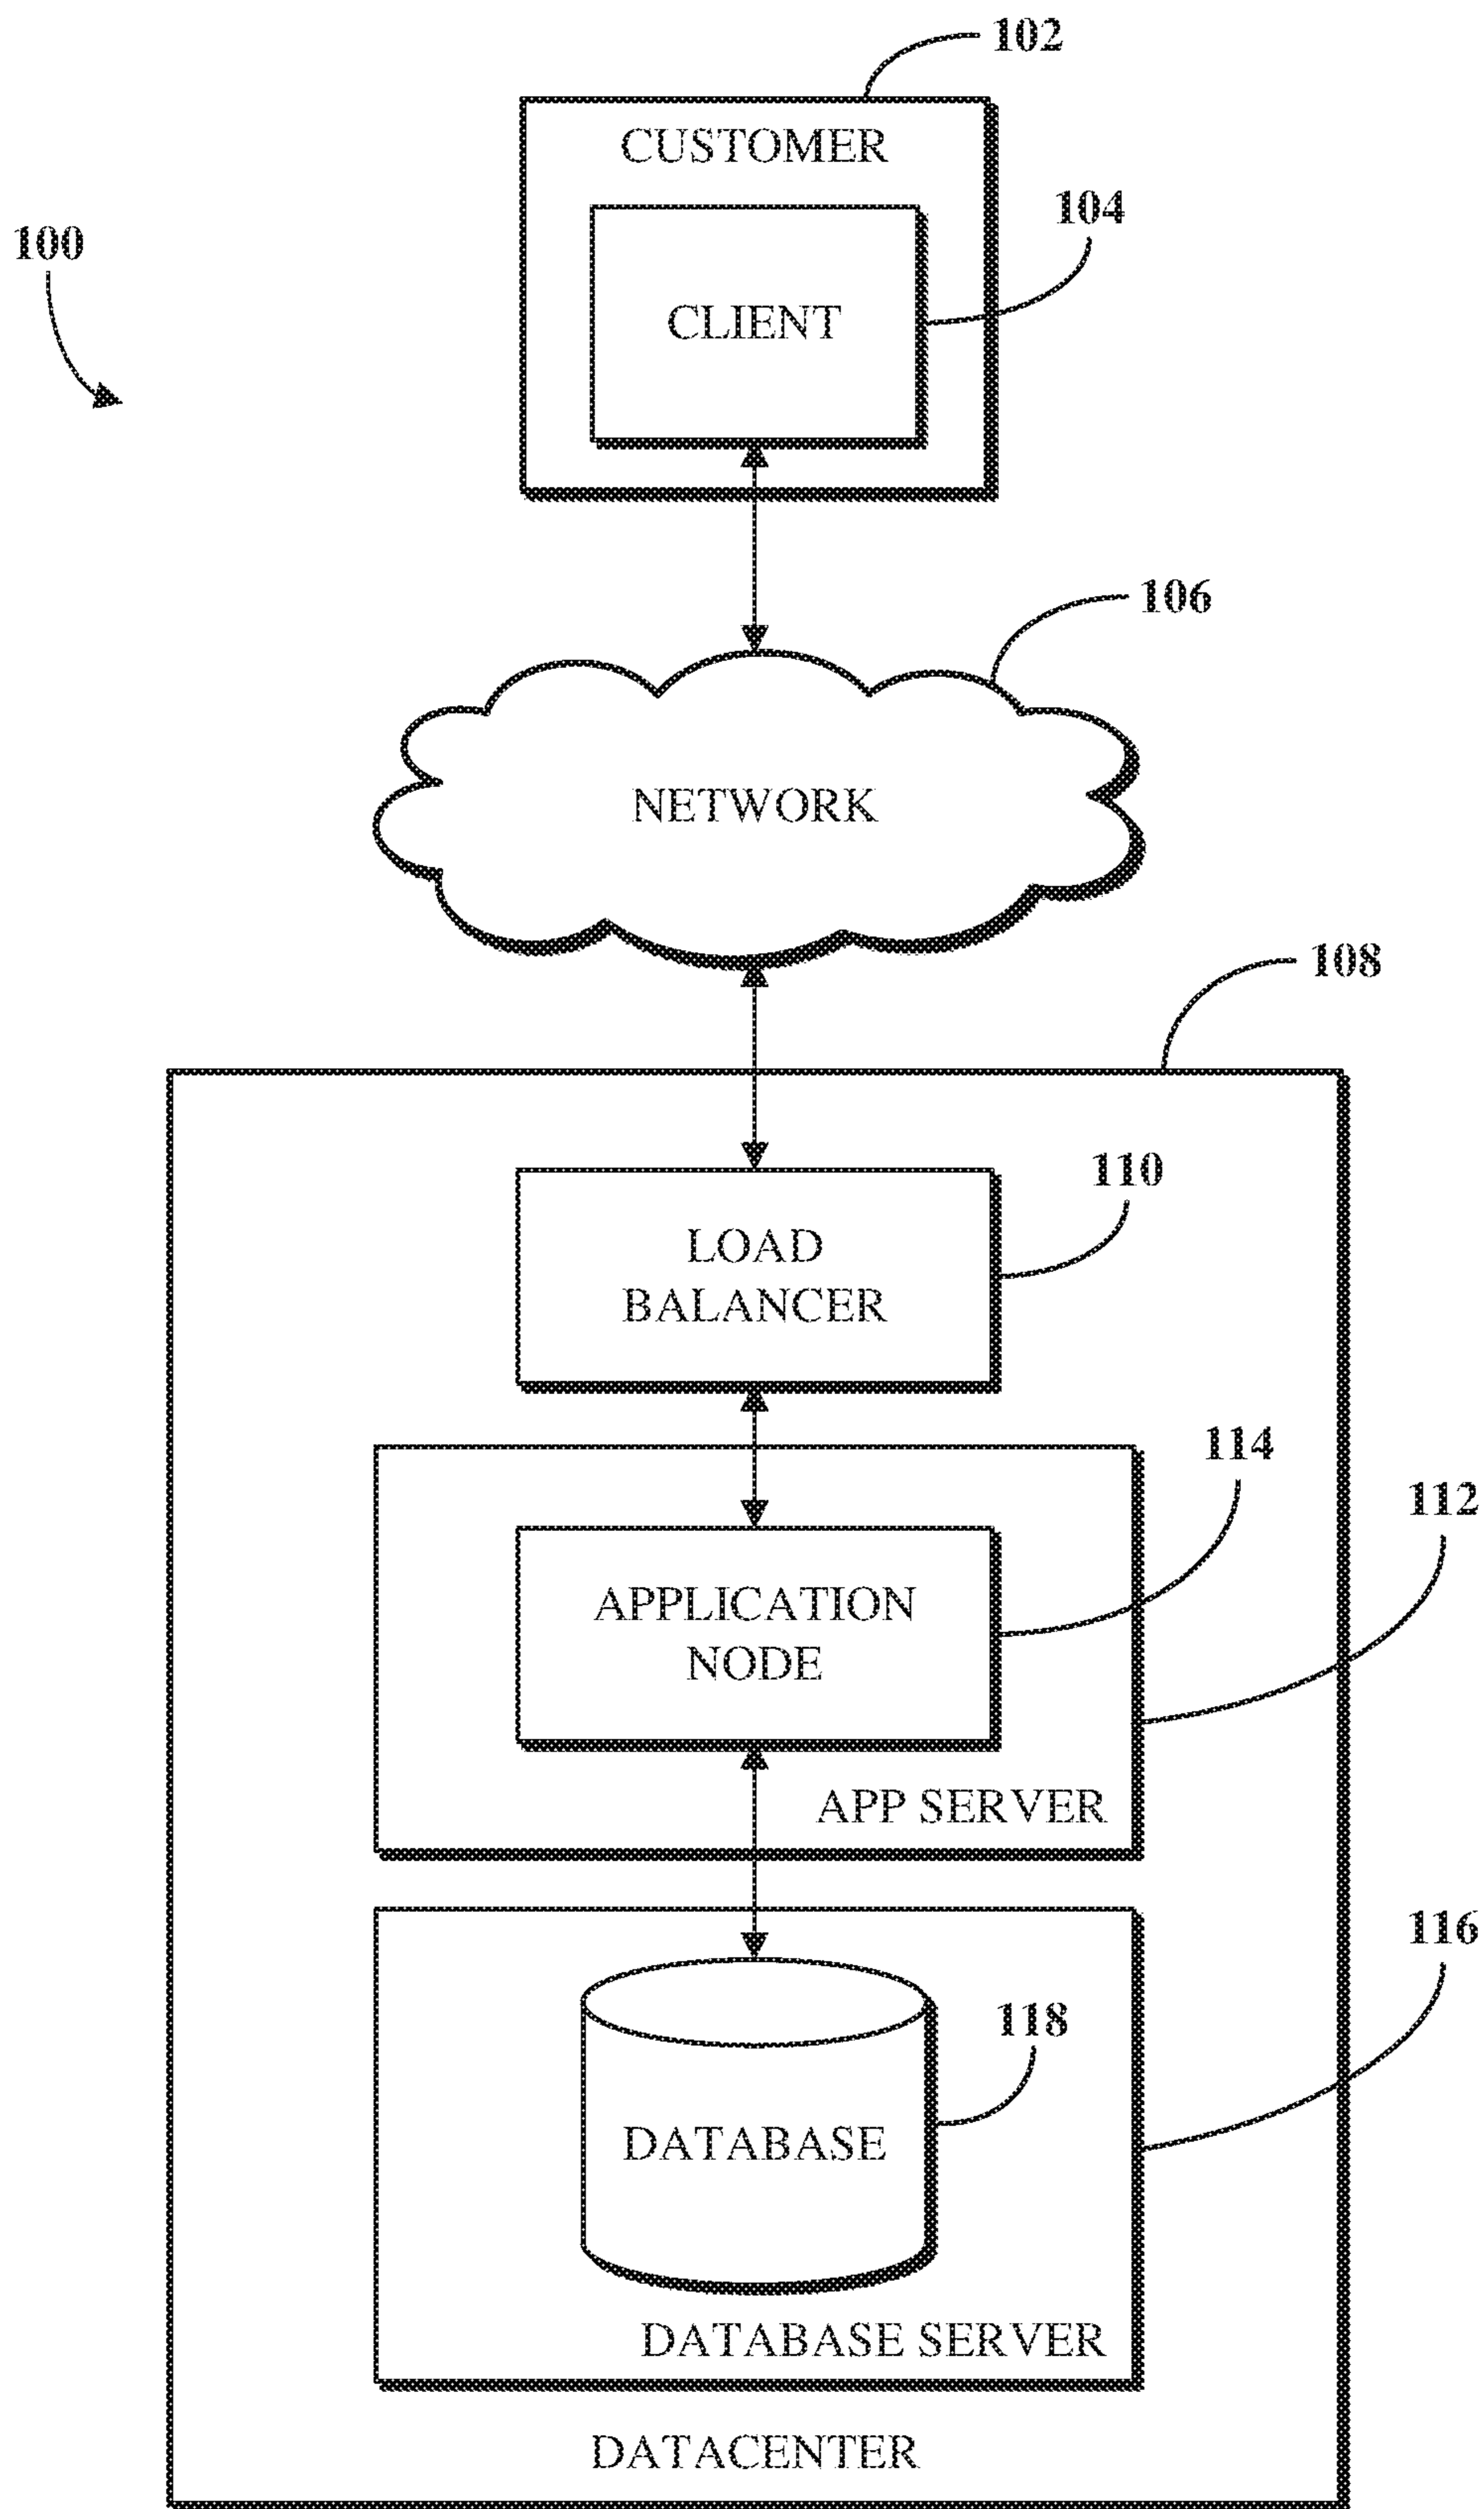 102
CUSTOMER
104
100
CLIENT
106
NETWORK
108
110
LOAD
BALANCER
114
112
APPLICATION
NODE
APP SERVER
116
118
DATABASE
DATABASE SERVER
DATACENTER